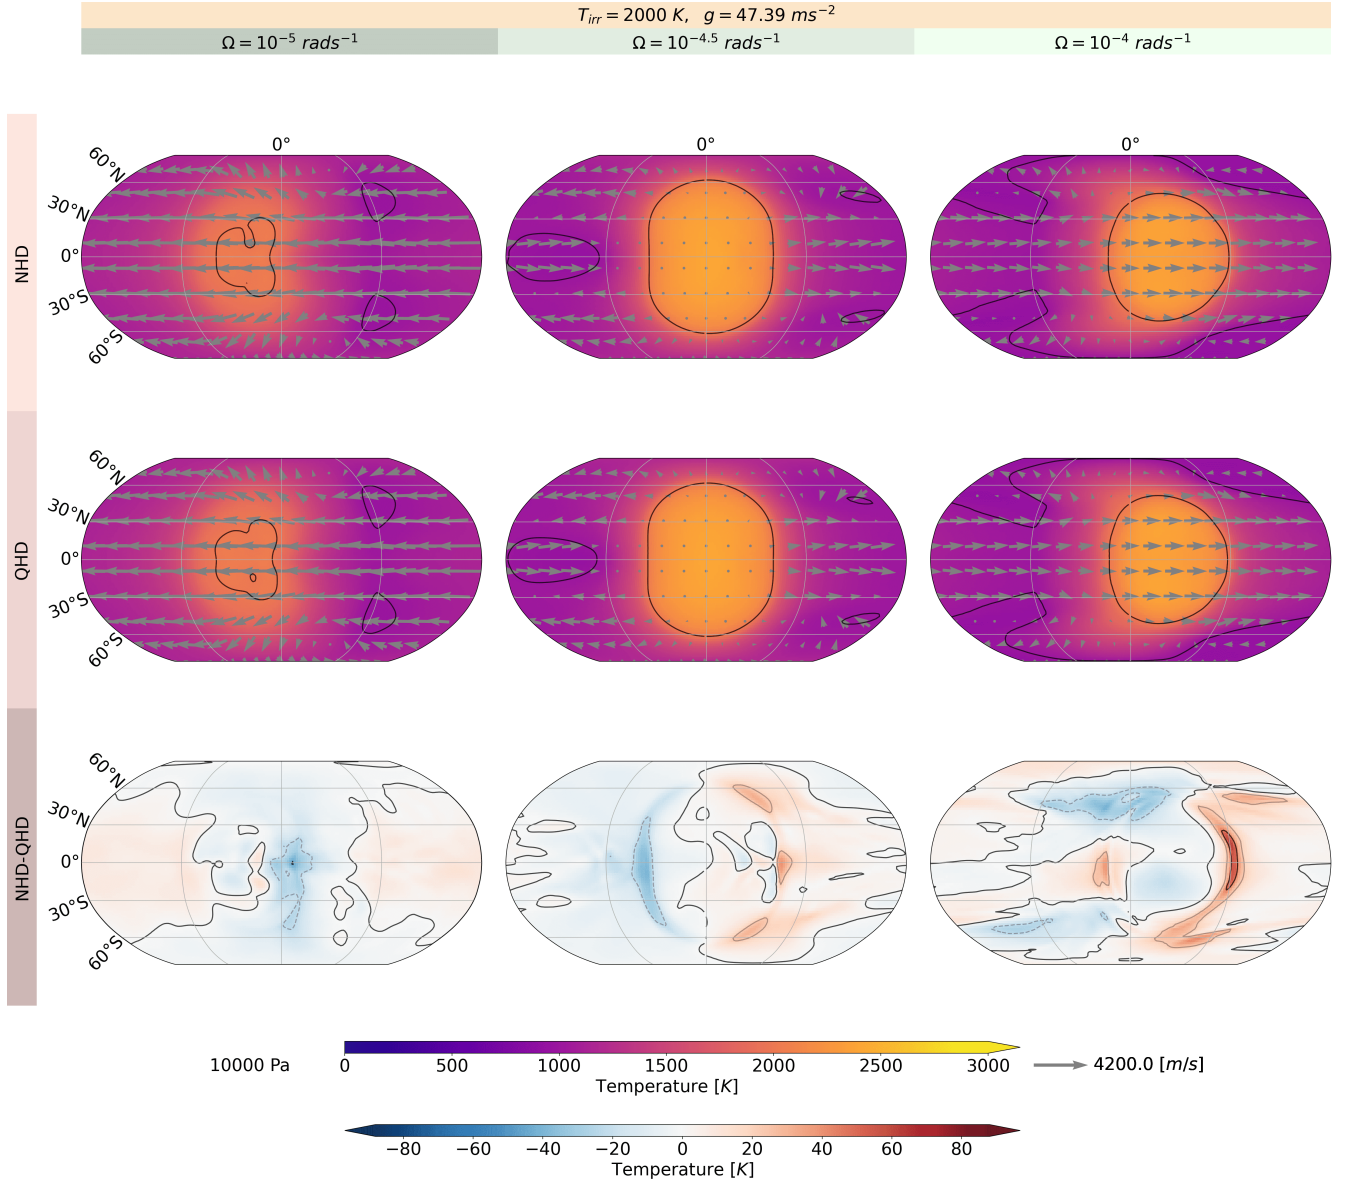 T_irr = 2000 K, g = 47.39 ms⁻²
Ω = 10⁻⁵ rads⁻¹ Ω = 10⁻⁴·⁵ rads⁻¹ Ω = 10⁻⁴ rads⁻¹
NHD
0° 0° 0°
60°N
30°N
0°
30°S
60°S
QHD
60°N
30°N
0°
30°S
60°S
NHD-QHD
60°N
30°N
0°
30°S
60°S
10000 Pa
0 500 1000 1500 2000 2500 3000
Temperature [K]
4200.0 [m/s]
−80 −60 −40 −20 0 20 40 60 80
Temperature [K]